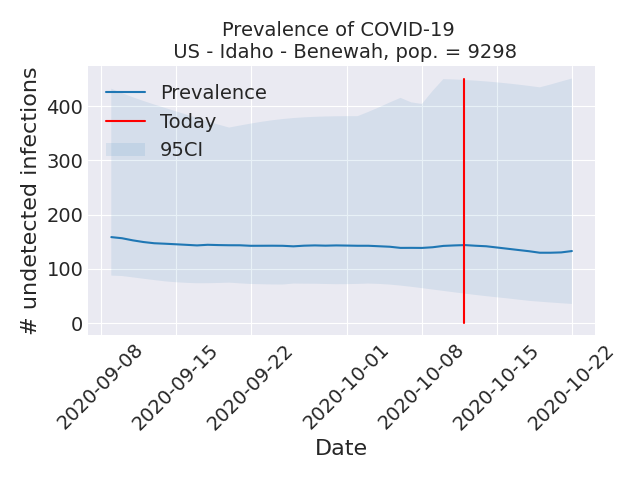 Prevalence of COVID-19
US - Idaho - Benewah, pop. = 9298
# undetected infections
400
300
200
100
0
Prevalence
Today
95CI
2020-09-08
2020-09-15
2020-09-22
2020-10-01
2020-10-08
2020-10-15
2020-10-22
Date